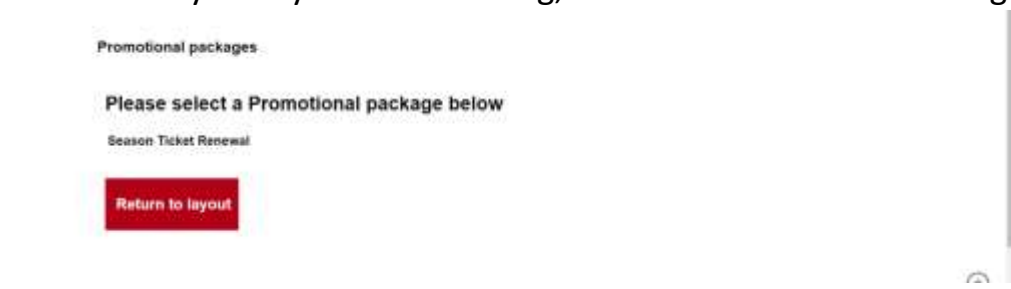 Promotional packages
Please select a Promotional package below
Season Ticket Renewal
Return to layout